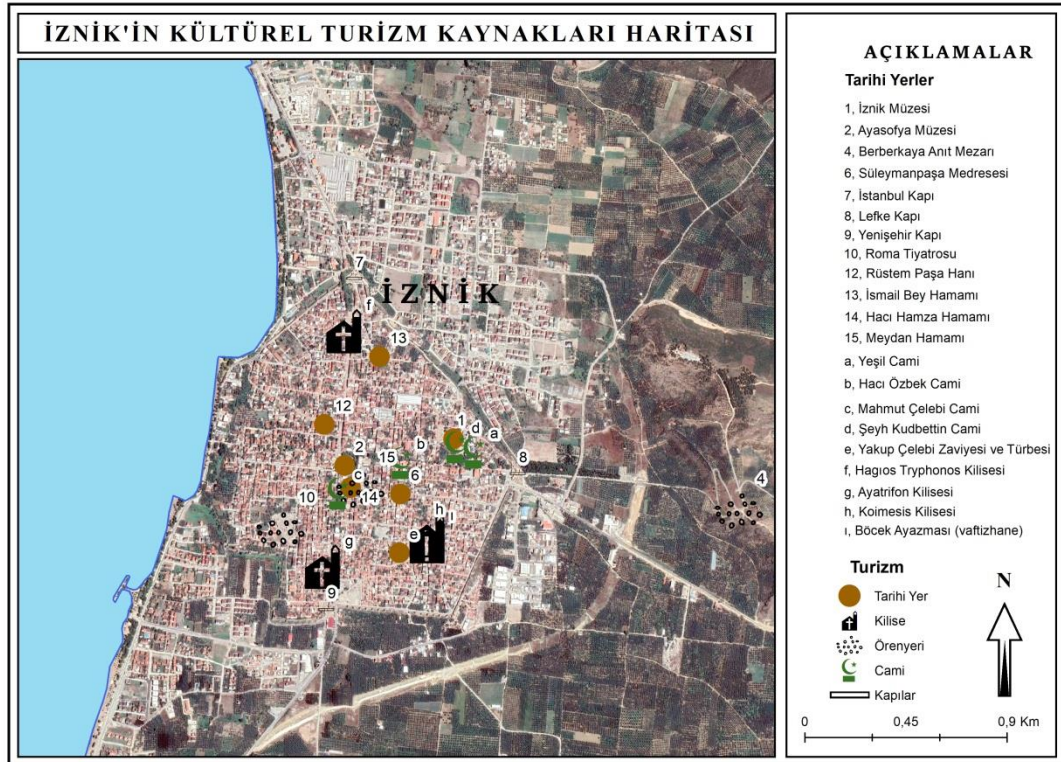 İZNİK'İN KÜLTÜREL TURİZM KAYNAKLARI HARİTASI
7
İZNİK
f
13
12
1
d
a
b
2
15
8
c
6
4
10
14
h
ı
g
e
9
AÇIKLAMALAR
Tarihi Yerler
1, İznik Müzesi
2, Ayasofya Müzesi
4, Berberkaya Anıt Mezarı
6, Süleymanpaşa Medresesi
7, İstanbul Kapı
8, Lefke Kapı
9, Yenişehir Kapı
10, Roma Tiyatrosu
12, Rüstem Paşa Hanı
13, İsmail Bey Hamamı
14, Hacı Hamza Hamamı
15, Meydan Hamamı
a, Yeşil Cami
b, Hacı Özbek Cami
c, Mahmut Çelebi Cami
d, Şeyh Kudbettin Cami
e, Yakup Çelebi Zaviyesi ve Türbesi
f, Hagıos Tryphonos Kilisesi
g, Ayatrifon Kilisesi
h, Koimesis Kilisesi
ı, Böcek Ayazması (vaftizhane)
Turizm
Tarihi Yer
Kilise
Örenyeri
Cami
Kapılar
N
0 0,45 0,9 Km